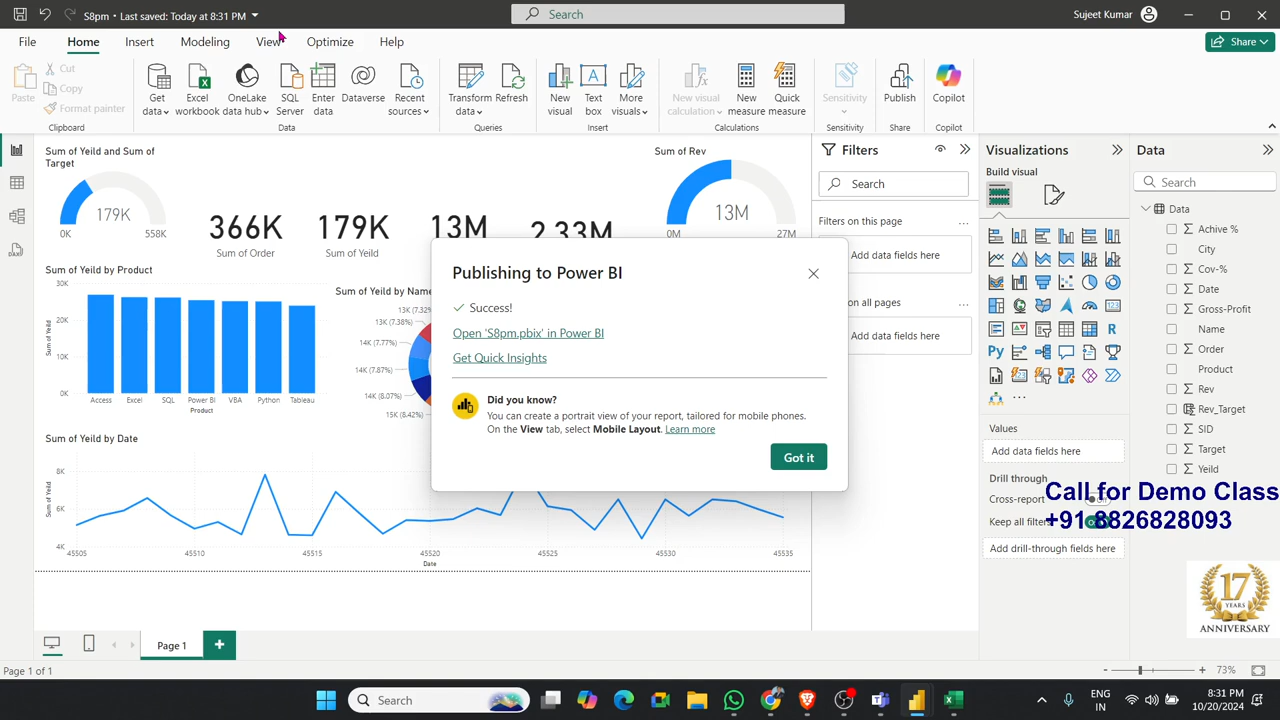 S8pm • Last saved: Today at 8:31 PM
Search
Sujeet Kumar
File
Home
Insert
Modeling
View
Optimize
Help
Share
Paste
Cut
Copy
Format painter
Clipboard
Get data
Excel workbook
OneLake data hub
SQL Server
Enter data
Dataverse
Recent sources
Data
Transform data
Refresh
Queries
New visual
Text box
More visuals
Insert
New visual calculation
New measure
Quick measure
Calculations
Sensitivity
Sensitivity
Publish
Share
Copilot
Copilot
Sum of Yeild and Sum of
Target
179K
0K
558K
366K
Sum of Order
179K
Sum of Yeild
13M
2.33M
Sum of Rev
13M
0M
27M
Sum of Yeild by Product
30K
20K
10K
0K
Sum of Yeild
Access
Excel
SQL
Power BI
VBA
Python
Tableau
Product
Sum of Yeild by Name
13K (7.32%)
13K (7.38%)
14K (7.77%)
14K (7.87%)
14K (8.07%)
15K (8.42%)
Sum of Yeild by Date
8K
6K
4K
Sum of Yeild
45505
45510
45515
45520
45525
45530
45535
Date
Publishing to Power BI
Success!
Open 'S8pm.pbix' in Power BI
Get Quick Insights
Did you know?
You can create a portrait view of your report, tailored for mobile phones.
On the View tab, select Mobile Layout. Learn more
Got it
Filters
Search
Filters on this page
...
Add data fields here
on all pages
...
Add data fields here
Visualizations
Build visual
123
R
Py
...
Values
Add data fields here
Drill through
Cross-report
Keep all filters
Add drill-through fields here
Data
Search
Data
Achive %
City
Cov-%
Date
Gross-Profit
Name
Order
Product
Rev
Rev_Target
SID
Target
Yeild
Call for Demo Class
+91 8826828093
17
YEARS
ANNIVERSARY
Page 1
Page 1 of 1
73%
Search
ENG
IN
8:31 PM
10/20/2024